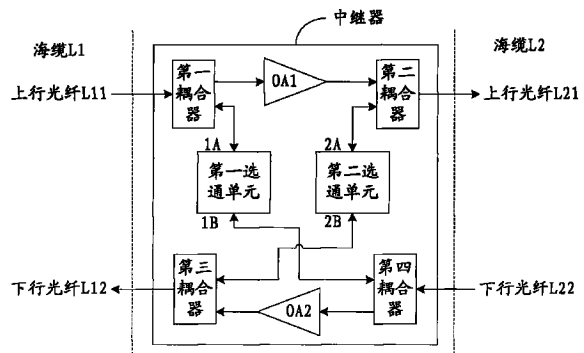 中继器
海缆L1
海缆L2
第一耦合器
OA1
第二耦合器
上行光纤L11
上行光纤L21
1A
2A
第一选
通单元
第二选
通单元
1B
2B
第三耦合器
第四耦合器
下行光纤L12
下行光纤L22
OA2